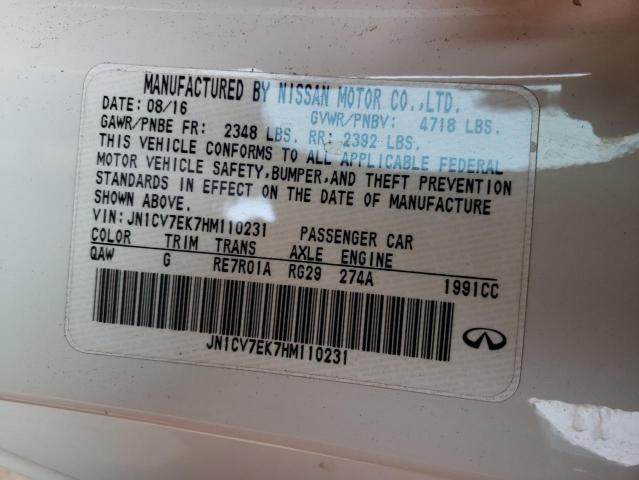 MANUFACTURED BY NISSAN MOTOR CO.,LTD.
DATE: 08/16 GVWR/PNBV: 4718 LBS.
GAWR/PNBE FR: 2348 LBS. RR: 2392 LBS.
THIS VEHICLE CONFORMS TO ALL APPLICABLE FEDERAL
MOTOR VEHICLE SAFETY,BUMPER,AND THEFT PREVENTION
STANDARDS IN EFFECT ON THE DATE OF MANUFACTURE
SHOWN ABOVE.
VIN:JN1CV7EK7HM110231 PASSENGER CAR
COLOR TRIM TRANS AXLE ENGINE
QAW G RE7R01A RG29 274A 1991CC
JN1CV7EK7HM110231